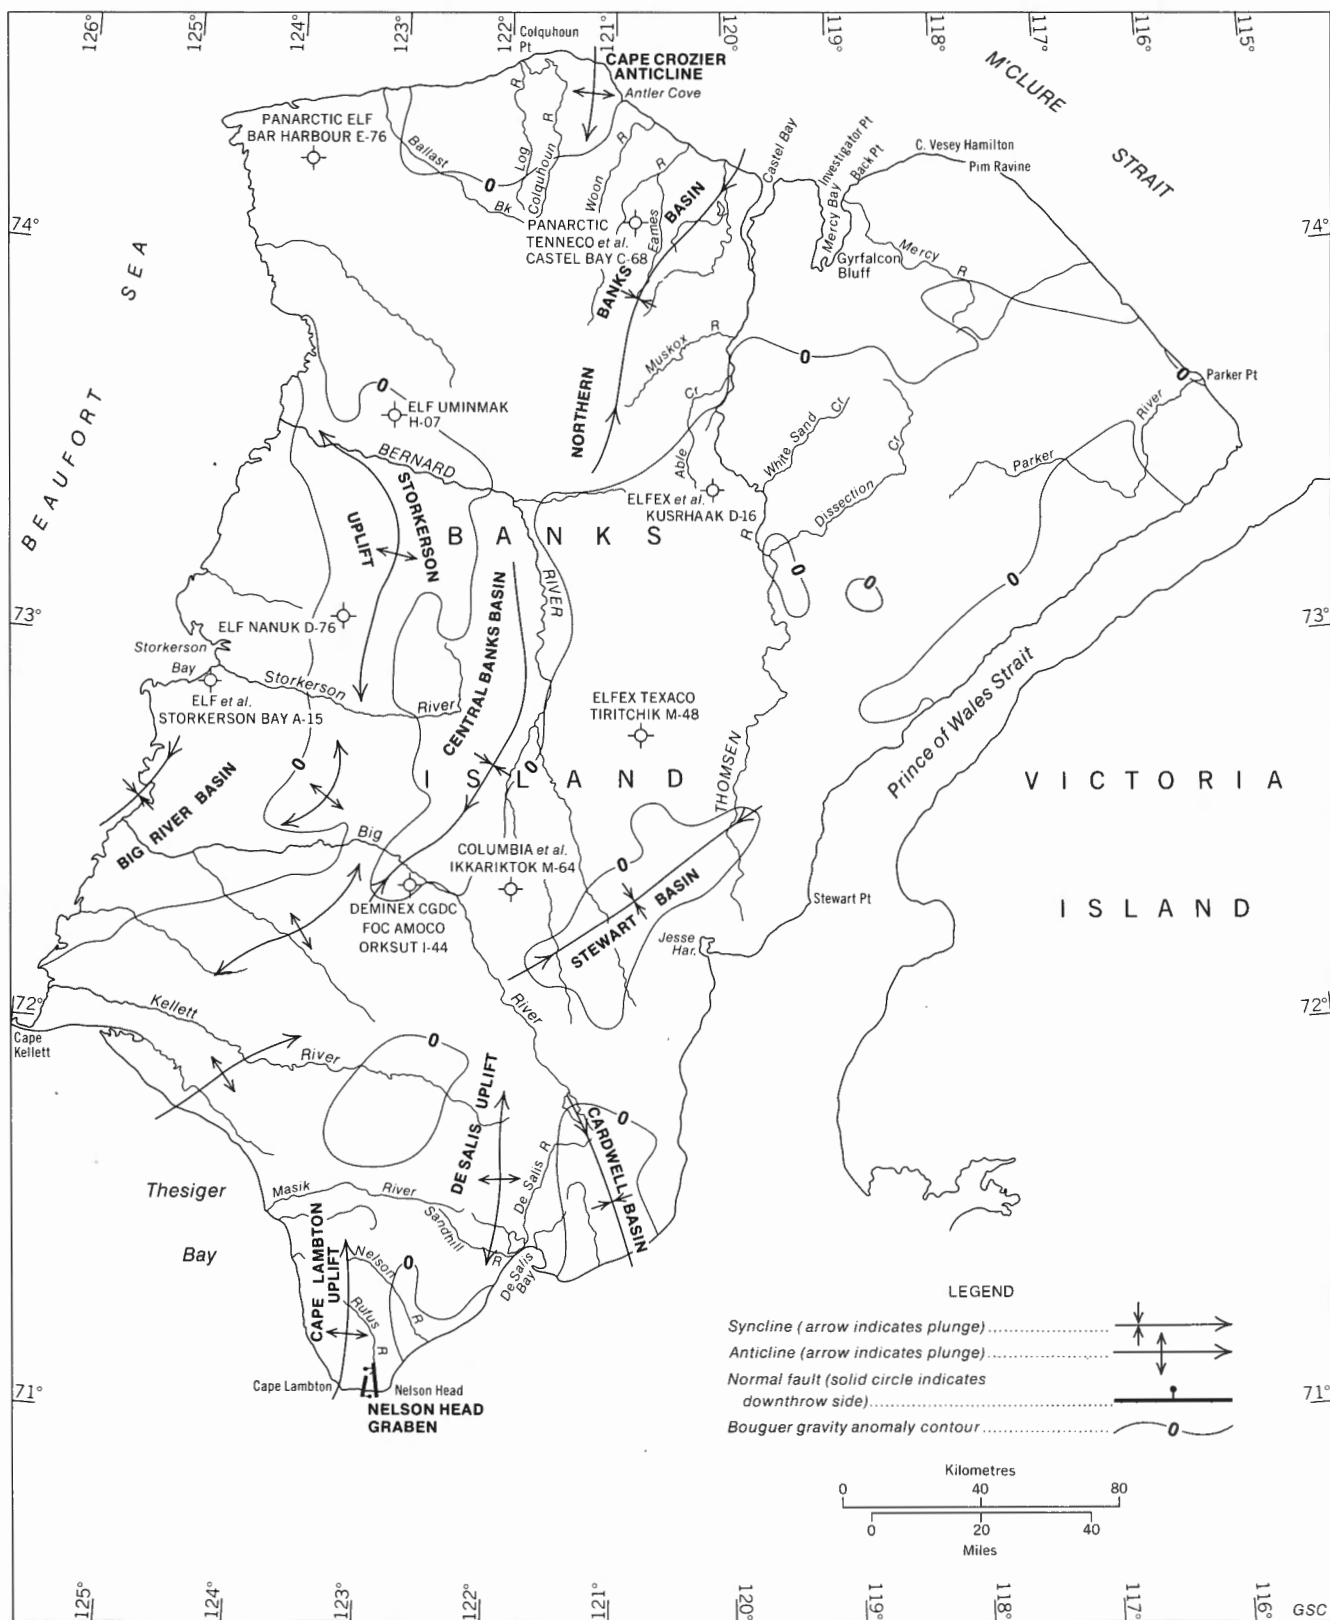 126°
125°
124°
123°
122°
121°
120°
119°
118°
117°
116°
115°
Colquhoun
Pt
CAPE CROZIER
ANTICLINE
Antler Cove
M'CLURE
STRAIT
PANARCTIC ELF
BAR HARBOUR E-76
Ballast
Bk
0
Log
R
Colquhoun
R
Woon
R
Eames
R
Castel Bay
Investigator Pt
Back Pt
Mercy Bay
C. Vesey Hamilton
Pim Ravine
PANARCTIC
TENNECO et al.
CASTEL BAY C-68
NORTHERN
BANKS
BASIN
Gyrfalcon
Bluff
Mercy
R
74°
74°
BEAUFORT
SEA
Muskox
R
0
0
Parker Pt
0
ELF UMINMAK
H-07
BERNARD
RIVER
Able
Cr
White Sand
Cr
Dissection
Cr
Parker
River
STORKERSON
UPLIFT
ELFEX et al.
KUSRHAAK D-16
R
BANKS
ISLAND
0
0
0
73°
73°
ELF NANUK D-76
Storkerson
Bay
Storkerson
River
ELF et al.
STORKERSON BAY A-15
CENTRAL BANKS BASIN
ELFEX TEXACO
TIRITCHIK M-48
THOMSEN
Prince of Wales Strait
VICTORIA
ISLAND
0
0
BIG RIVER BASIN
Big
River
COLUMBIA et al.
IKKARIKTOK M-64
DEMINEX CGDC
FOC AMOCO
ORKSUT I-44
0
STEWART BASIN
Stewart Pt
Jesse
Har.
72°
72°
Cape
Kellett
Kellett
River
0
DE SALIS UPLIFT
0
CARDWELL BASIN
De Salis
R
Thesiger
Bay
Masik
River
Sandhill
R
De Salis
Bay
CAPE LAMBTON
UPLIFT
Nelson
R
0
Rufus
R
Cape Lambton
Nelson Head
NELSON HEAD
GRABEN
71°
71°
LEGEND
Syncline (arrow indicates plunge)
Anticline (arrow indicates plunge)
Normal fault (solid circle indicates
downthrow side)
Bouguer gravity anomaly contour
0
Kilometres
0 40 80
0 20 40
Miles
125°
124°
123°
122°
121°
120°
119°
118°
117°
116°
GSC